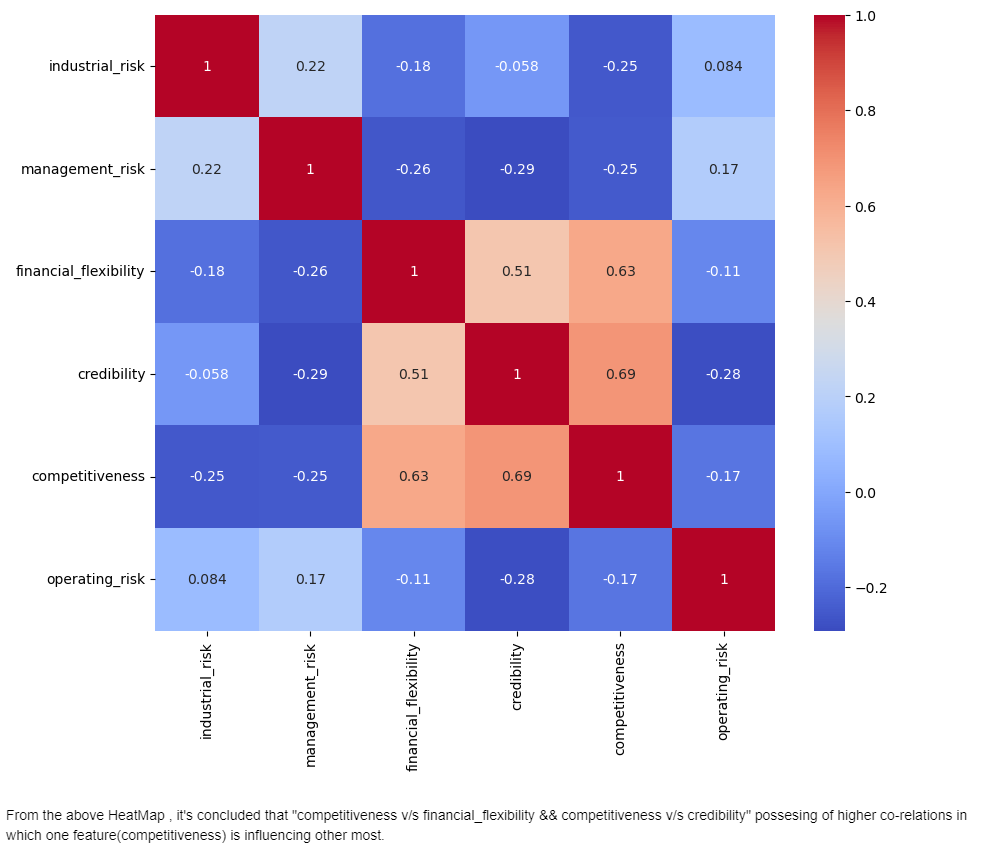 industrial_risk 1 0.22 -0.18 -0.058 -0.25 0.084
management_risk 0.22 1 -0.26 -0.29 -0.25 0.17
financial_flexibility -0.18 -0.26 1 0.51 0.63 -0.11
credibility -0.058 -0.29 0.51 1 0.69 -0.28
competitiveness -0.25 -0.25 0.63 0.69 1 -0.17
operating_risk 0.084 0.17 -0.11 -0.28 -0.17 1
industrial_risk
management_risk
financial_flexibility
credibility
competitiveness
operating_risk
1.0
0.8
0.6
0.4
0.2
0.0
−0.2
From the above HeatMap , it's concluded that "competitiveness v/s financial_flexibility && competitiveness v/s credibility" possesing of higher co-relations in
which one feature(competitiveness) is influencing other most.